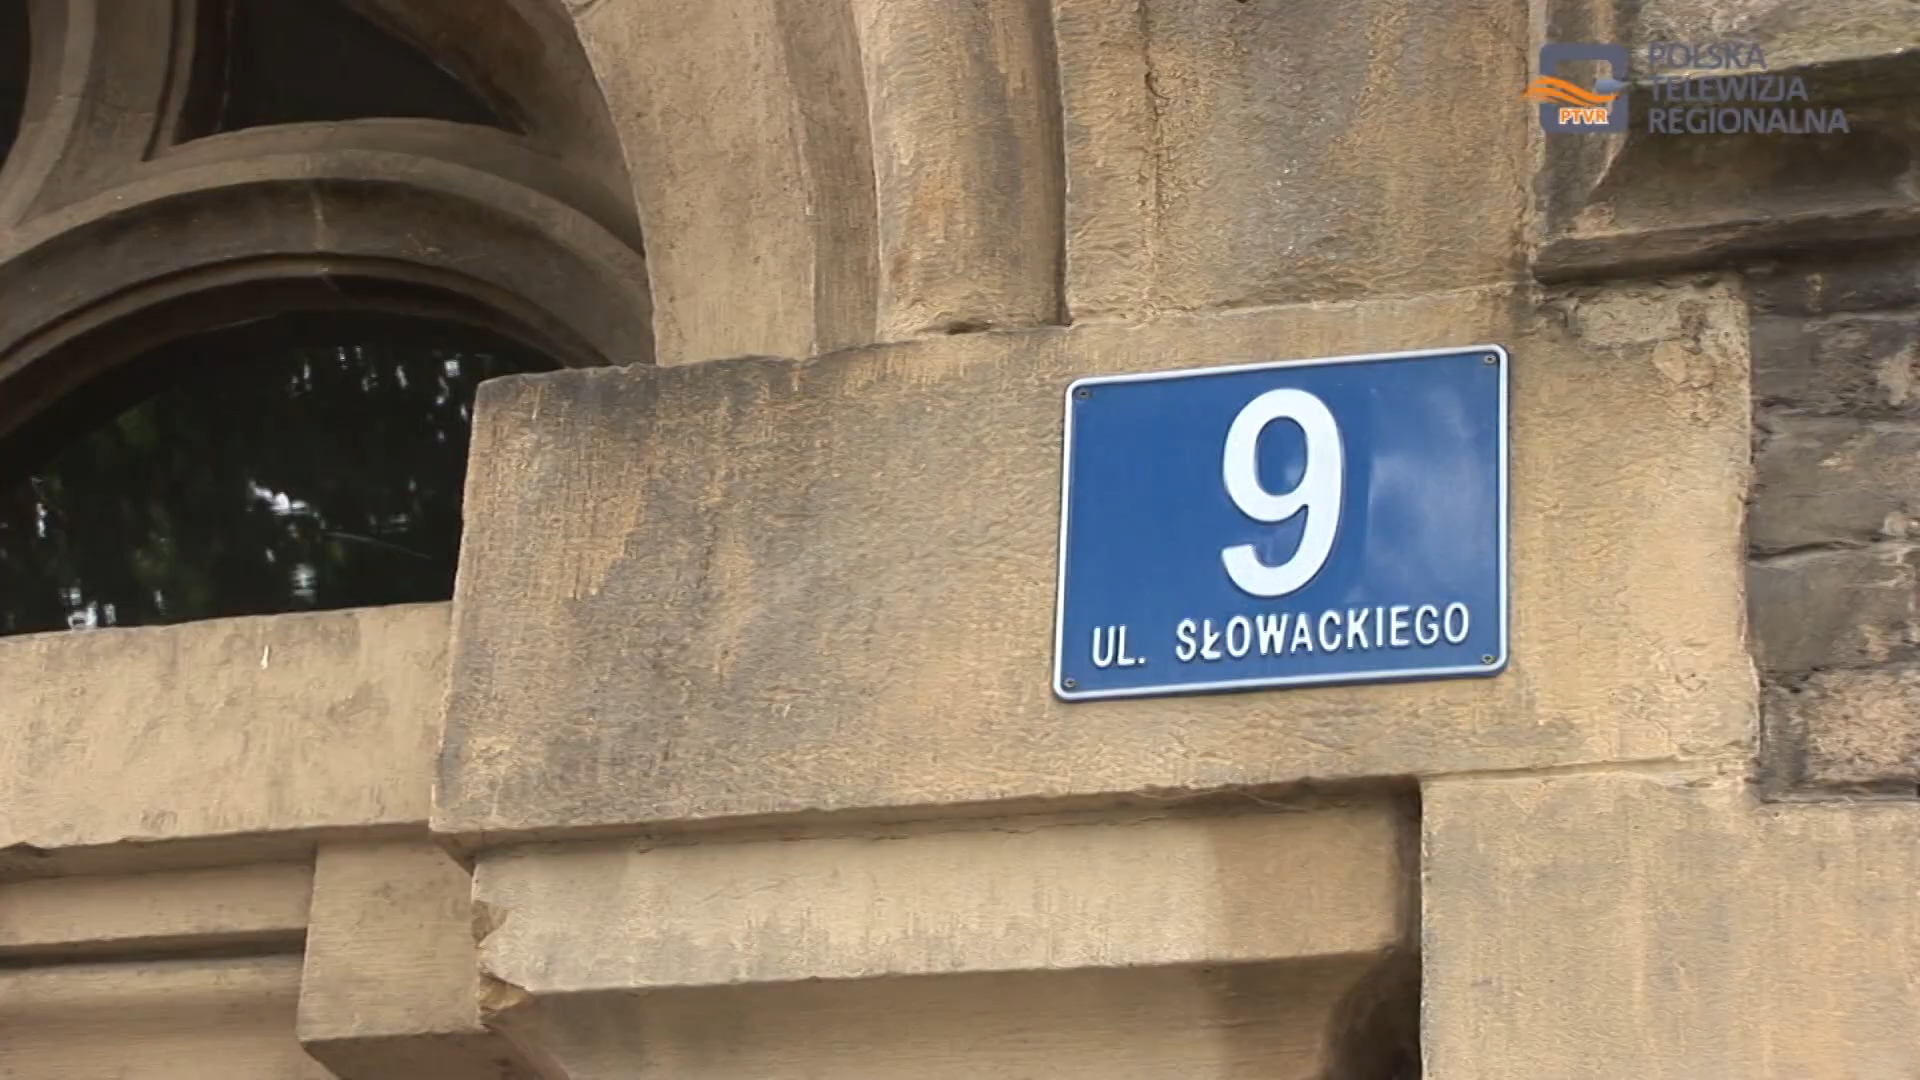 POLSKA
TELEWIZJA
REGIONALNA
PTVR
9
UL. SŁOWACKIEGO